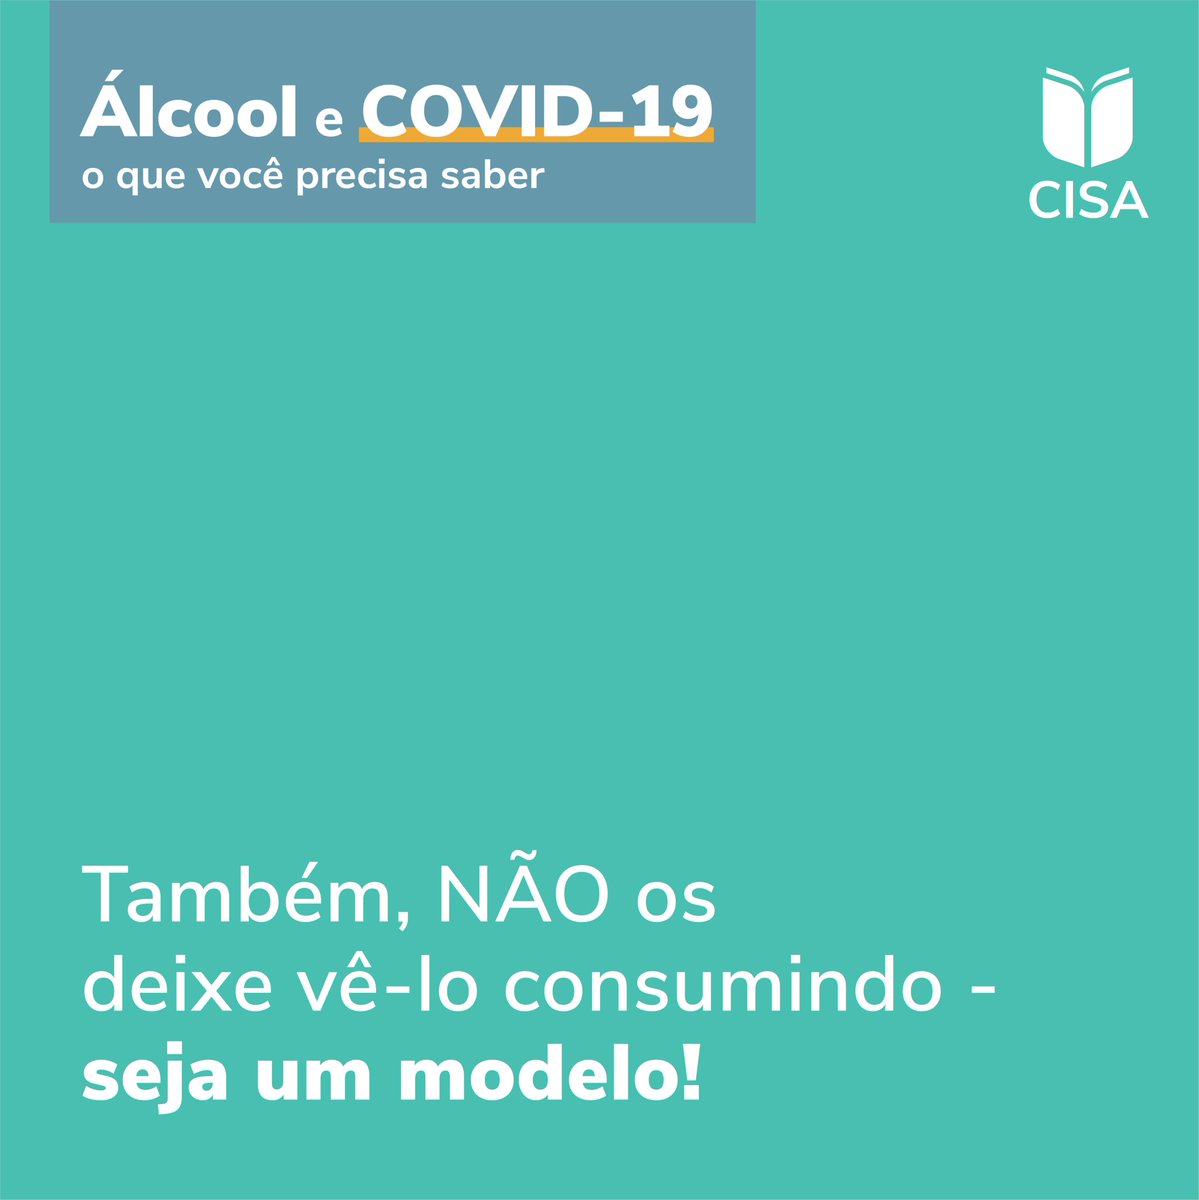 Álcool e COVID-19
o que você precisa saber
CISA
Também, NÃO os
deixe vê-lo consumindo -
seja um modelo!